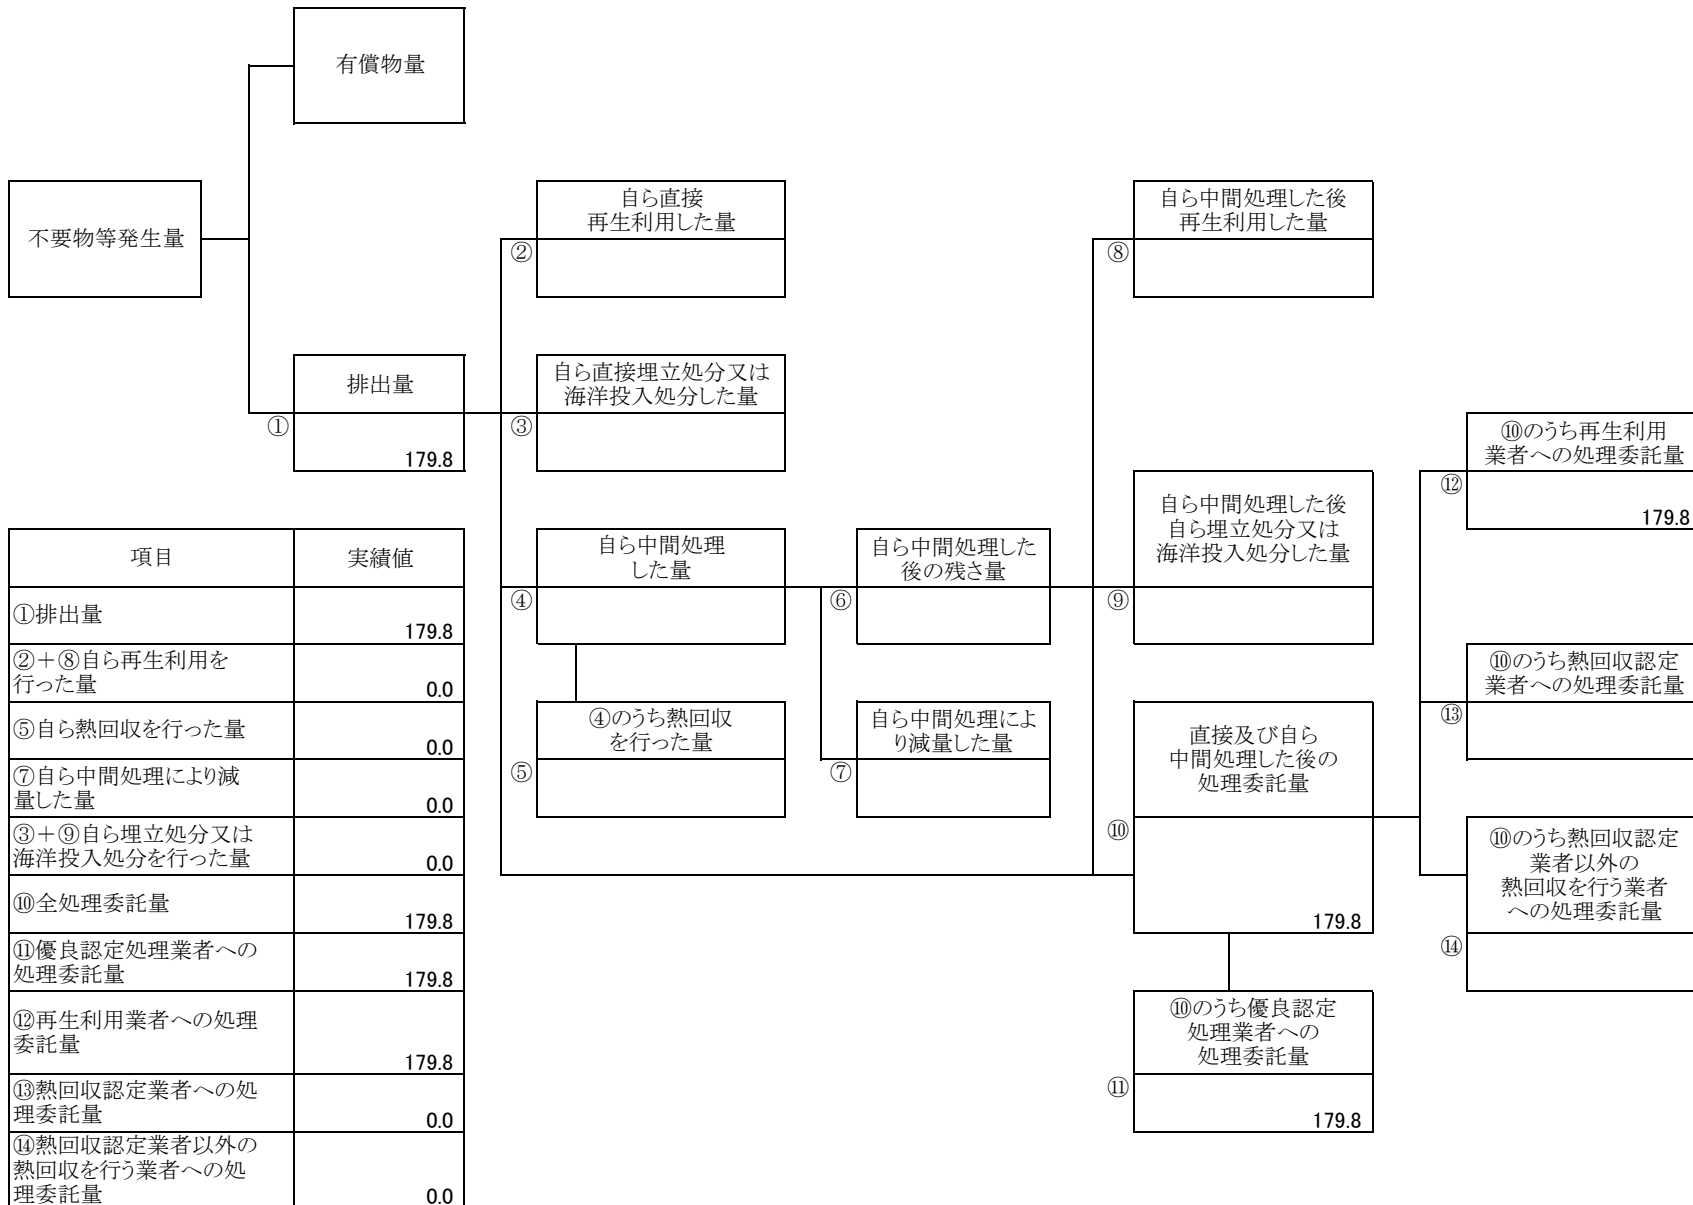 有償物量
不要物等発生量
自ら直接
再生利用した量
②
自ら中間処理した後
再生利用した量
⑧
排出量
①
179.8
自ら直接埋立処分又は
海洋投入処分した量
③
⑩のうち再生利用
業者への処理委託量
⑫
179.8
自ら中間処理
した量
④
自ら中間処理した
後の残さ量
⑥
自ら中間処理した後
自ら埋立処分又は
海洋投入処分した量
⑨
④のうち熱回収
を行った量
⑤
自ら中間処理によ
り減量した量
⑦
直接及び自ら
中間処理した後の
処理委託量
⑩
179.8
⑩のうち熱回収認定
業者への処理委託量
⑬
⑩のうち熱回収認定
業者以外の
熱回収を行う業者
への処理委託量
⑭
⑩のうち優良認定
処理業者への
処理委託量
⑪
179.8
項目 実績値
①排出量
179.8
②＋⑧自ら再生利用を
行った量
0.0
⑤自ら熱回収を行った量
0.0
⑦自ら中間処理により減
量した量
0.0
③＋⑨自ら埋立処分又は
海洋投入処分を行った量
0.0
⑩全処理委託量
179.8
⑪優良認定処理業者への
処理委託量
179.8
⑫再生利用業者への処理
委託量
179.8
⑬熱回収認定業者への処
理委託量
0.0
⑭熱回収認定業者以外の
熱回収を行う業者への処
理委託量
0.0